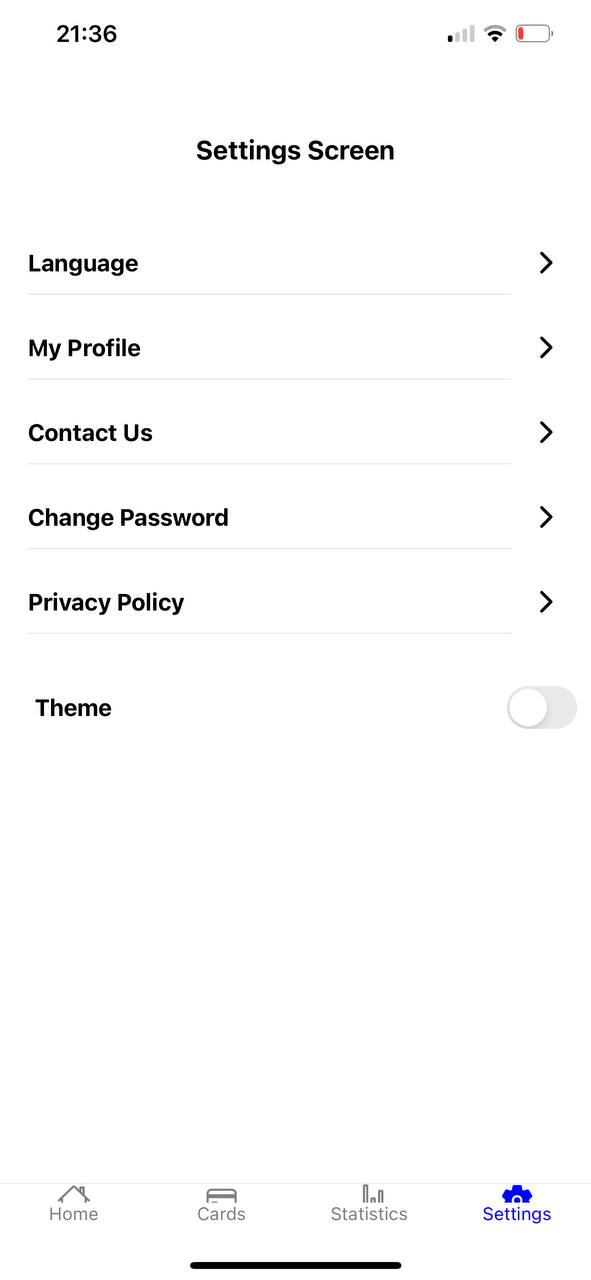 21:36
Settings Screen
Language
My Profile
Contact Us
Change Password
Privacy Policy
Theme
Home
Cards
Statistics
Settings